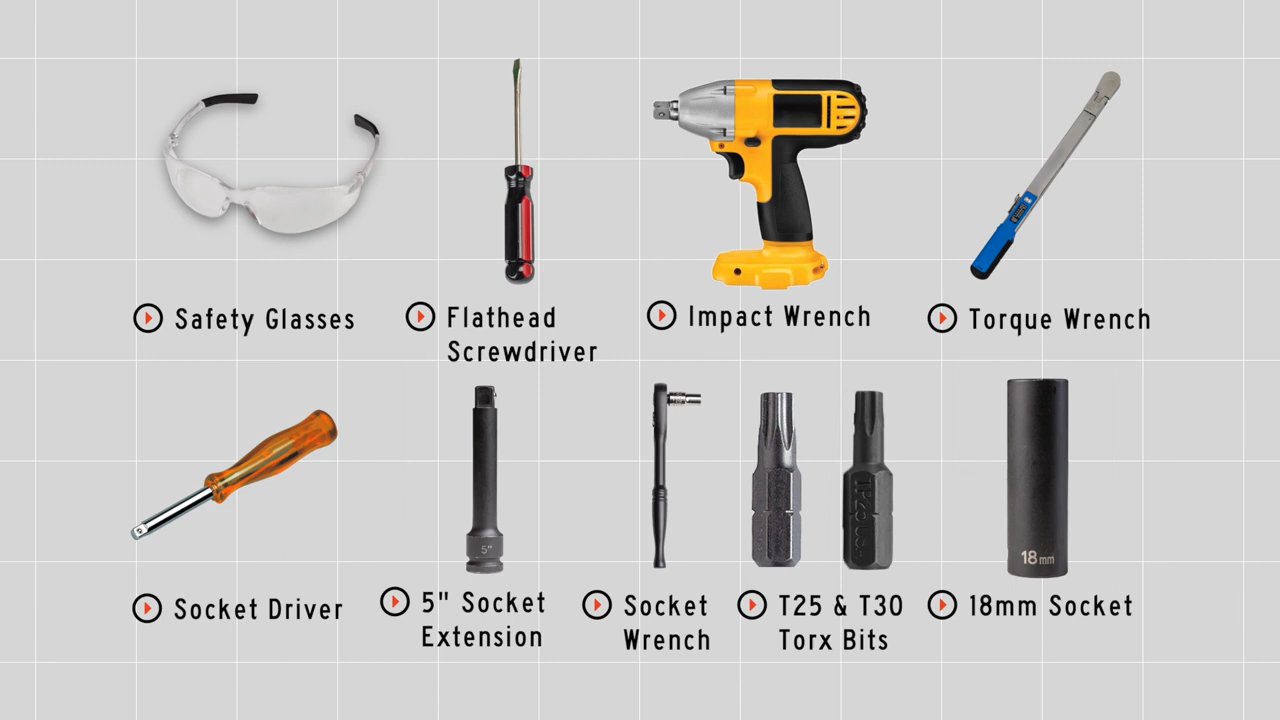 Safety Glasses
Flathead
Screwdriver
Impact Wrench
Torque Wrench
5"
18mm
Socket Driver
5" Socket
Extension
Socket
Wrench
T25 & T30
Torx Bits
18mm Socket